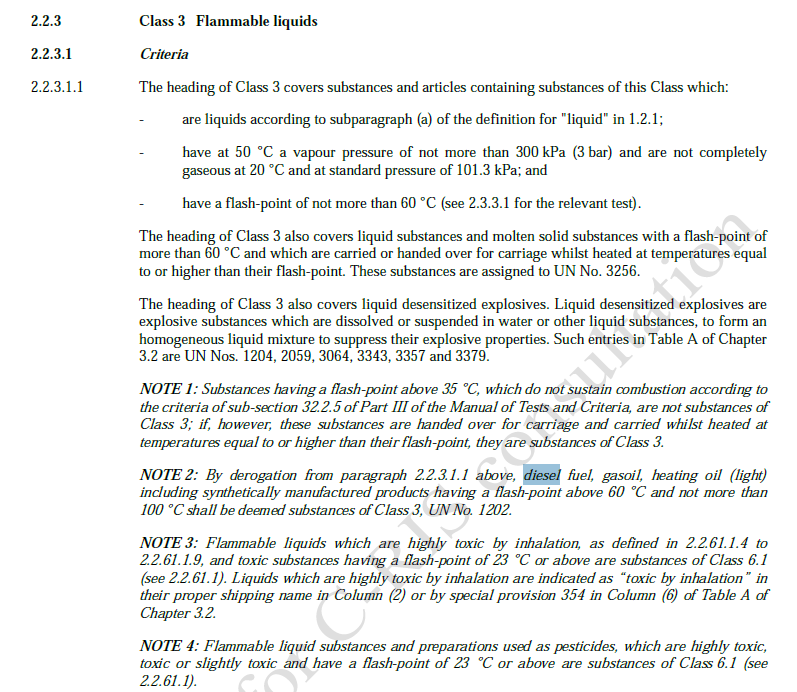 2.2.3 Class 3 Flammable liquids
2.2.3.1 Criteria
2.2.3.1.1 The heading of Class 3 covers substances and articles containing substances of this Class which:
- are liquids according to subparagraph (a) of the definition for "liquid" in 1.2.1;
- have at 50 °C a vapour pressure of not more than 300 kPa (3 bar) and are not completely
gaseous at 20 °C and at standard pressure of 101.3 kPa; and
- have a flash-point of not more than 60 °C (see 2.3.3.1 for the relevant test).
The heading of Class 3 also covers liquid substances and molten solid substances with a flash-point of
more than 60 °C and which are carried or handed over for carriage whilst heated at temperatures equal
to or higher than their flash-point. These substances are assigned to UN No. 3256.
The heading of Class 3 also covers liquid desensitized explosives. Liquid desensitized explosives are
explosive substances which are dissolved or suspended in water or other liquid substances, to form an
homogeneous liquid mixture to suppress their explosive properties. Such entries in Table A of Chapter
3.2 are UN Nos. 1204, 2059, 3064, 3343, 3357 and 3379.
NOTE 1: Substances having a flash-point above 35 °C, which do not sustain combustion according to
the criteria of sub-section 32.2.5 of Part III of the Manual of Tests and Criteria, are not substances of
Class 3; if, however, these substances are handed over for carriage and carried whilst heated at
temperatures equal to or higher than their flash-point, they are substances of Class 3.
NOTE 2: By derogation from paragraph 2.2.3.1.1 above, diesel fuel, gasoil, heating oil (light)
including synthetically manufactured products having a flash-point above 60 °C and not more than
100 °C shall be deemed substances of Class 3, UN No. 1202.
NOTE 3: Flammable liquids which are highly toxic by inhalation, as defined in 2.2.61.1.4 to
2.2.61.1.9, and toxic substances having a flash-point of 23 °C or above are substances of Class 6.1
(see 2.2.61.1). Liquids which are highly toxic by inhalation are indicated as “toxic by inhalation” in
their proper shipping name in Column (2) or by special provision 354 in Column (6) of Table A of
Chapter 3.2.
NOTE 4: Flammable liquid substances and preparations used as pesticides, which are highly toxic,
toxic or slightly toxic and have a flash-point of 23 °C or above are substances of Class 6.1 (see
2.2.61.1).
for C-RIS consultation